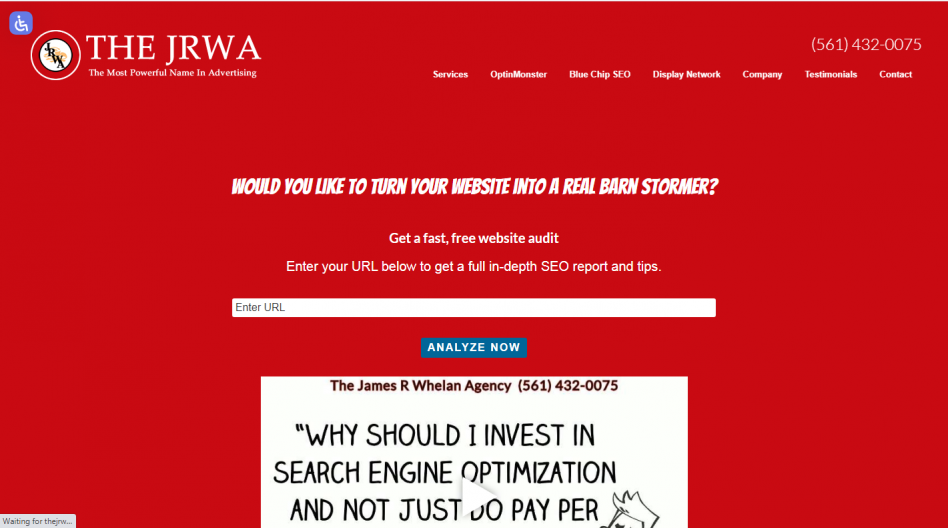 THE JRWA
JRWA
The Most Powerful Name In Advertising
(561) 432-0075
Services OptinMonster Blue Chip SEO Display Network Company Testimonials Contact
WOULD YOU LIKE TO TURN YOUR WEBSITE INTO A REAL BARN STORMER?
Get a fast, free website audit
Enter your URL below to get a full in-depth SEO report and tips.
Enter URL
ANALYZE NOW
The James R Whelan Agency (561) 432-0075
"WHY SHOULD I INVEST IN
SEARCH ENGINE OPTIMIZATION
AND NOT JUST DO PAY PER
Waiting for thejrw...